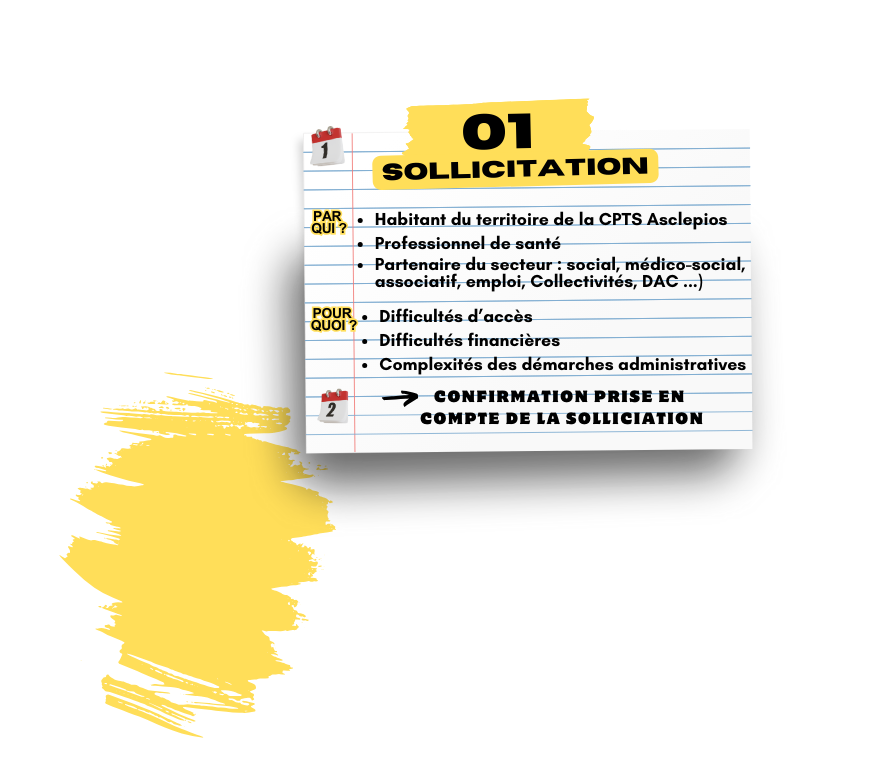 01
SOLLICITATION
1
PAR
QUI ?
• Habitant du territoire de la CPTS Asclepios
• Professionnel de santé
• Partenaire du secteur : social, médico-social,
associatif, emploi, Collectivités, DAC ...)
POUR
QUOI ?
• Difficultés d'accès
• Difficultés financières
• Complexités des démarches administratives
2
→ CONFIRMATION PRISE EN
COMPTE DE LA SOLLICIATION